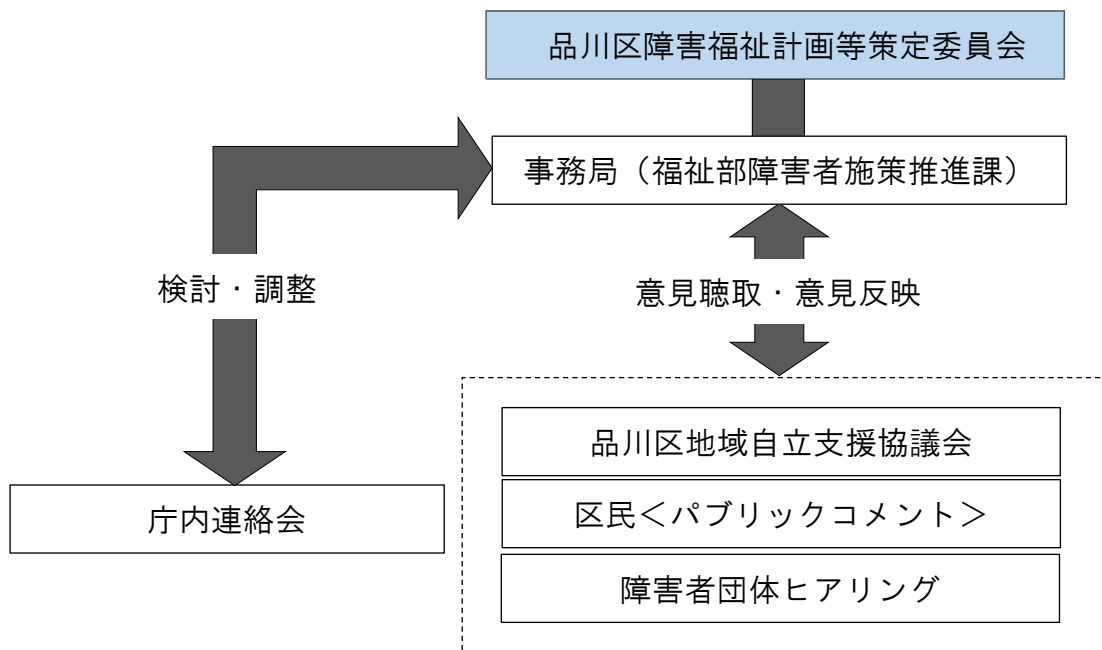 品川区障害福祉計画等策定委員会
事務局（福祉部障害者施策推進課）
検討・調整
意見聴取・意見反映
品川区地域自立支援協議会
庁内連絡会
区民＜パブリックコメント＞
障害者団体ヒアリング